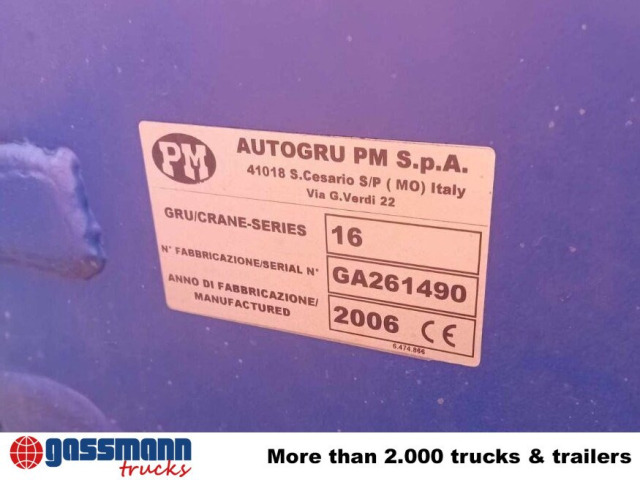 PM
AUTOGRU PM S.p.A.
41018 S.Cesario S/P ( MO) Italy
Via G.Verdi 22
GRU/CRANE-SERIES
16
N° FABBRICAZIONE/SERIAL N°
GA261490
ANNO DI FABBRICAZIONE/
MANUFACTURED
2006 CE
6.474.866
gassmann
trucks
More than 2.000 trucks & trailers